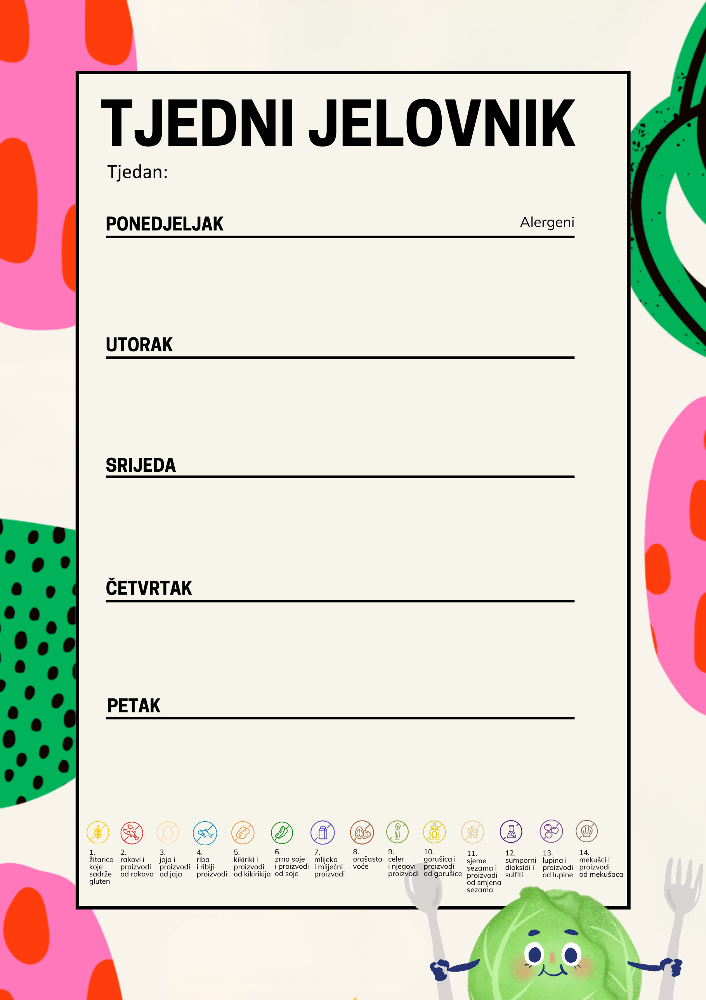 TJEDNI JELOVNIK
Tjedan:
PONEDJELJAK
Alergeni
UTORAK
SRIJEDA
ČETVRTAK
PETAK
1.
žitarice
koje
sadrže
gluten
2.
rakovi i
proizvodi
od rakova
3.
jaja i
proizvodi
od jaja
4.
riba
i riblji
proizvodi
5.
kikiriki i
proizvodi
od kikirikija
6.
zrna soje
i proizvodi
od soje
7.
mlijeko
i mliječni
proizvodi
8.
orašasto
voće
9.
celer
i njegovi
proizvodi
10.
gorušica i
proizvodi
od gorušice
11.
sjeme
sezama i
proizvodi
od smjena
sezama
12.
sumporni
dioksidi i
sulfiti
13.
lupina i
proizvodi
od lupine
14.
mekušci i
proizvodi
od mekušaca